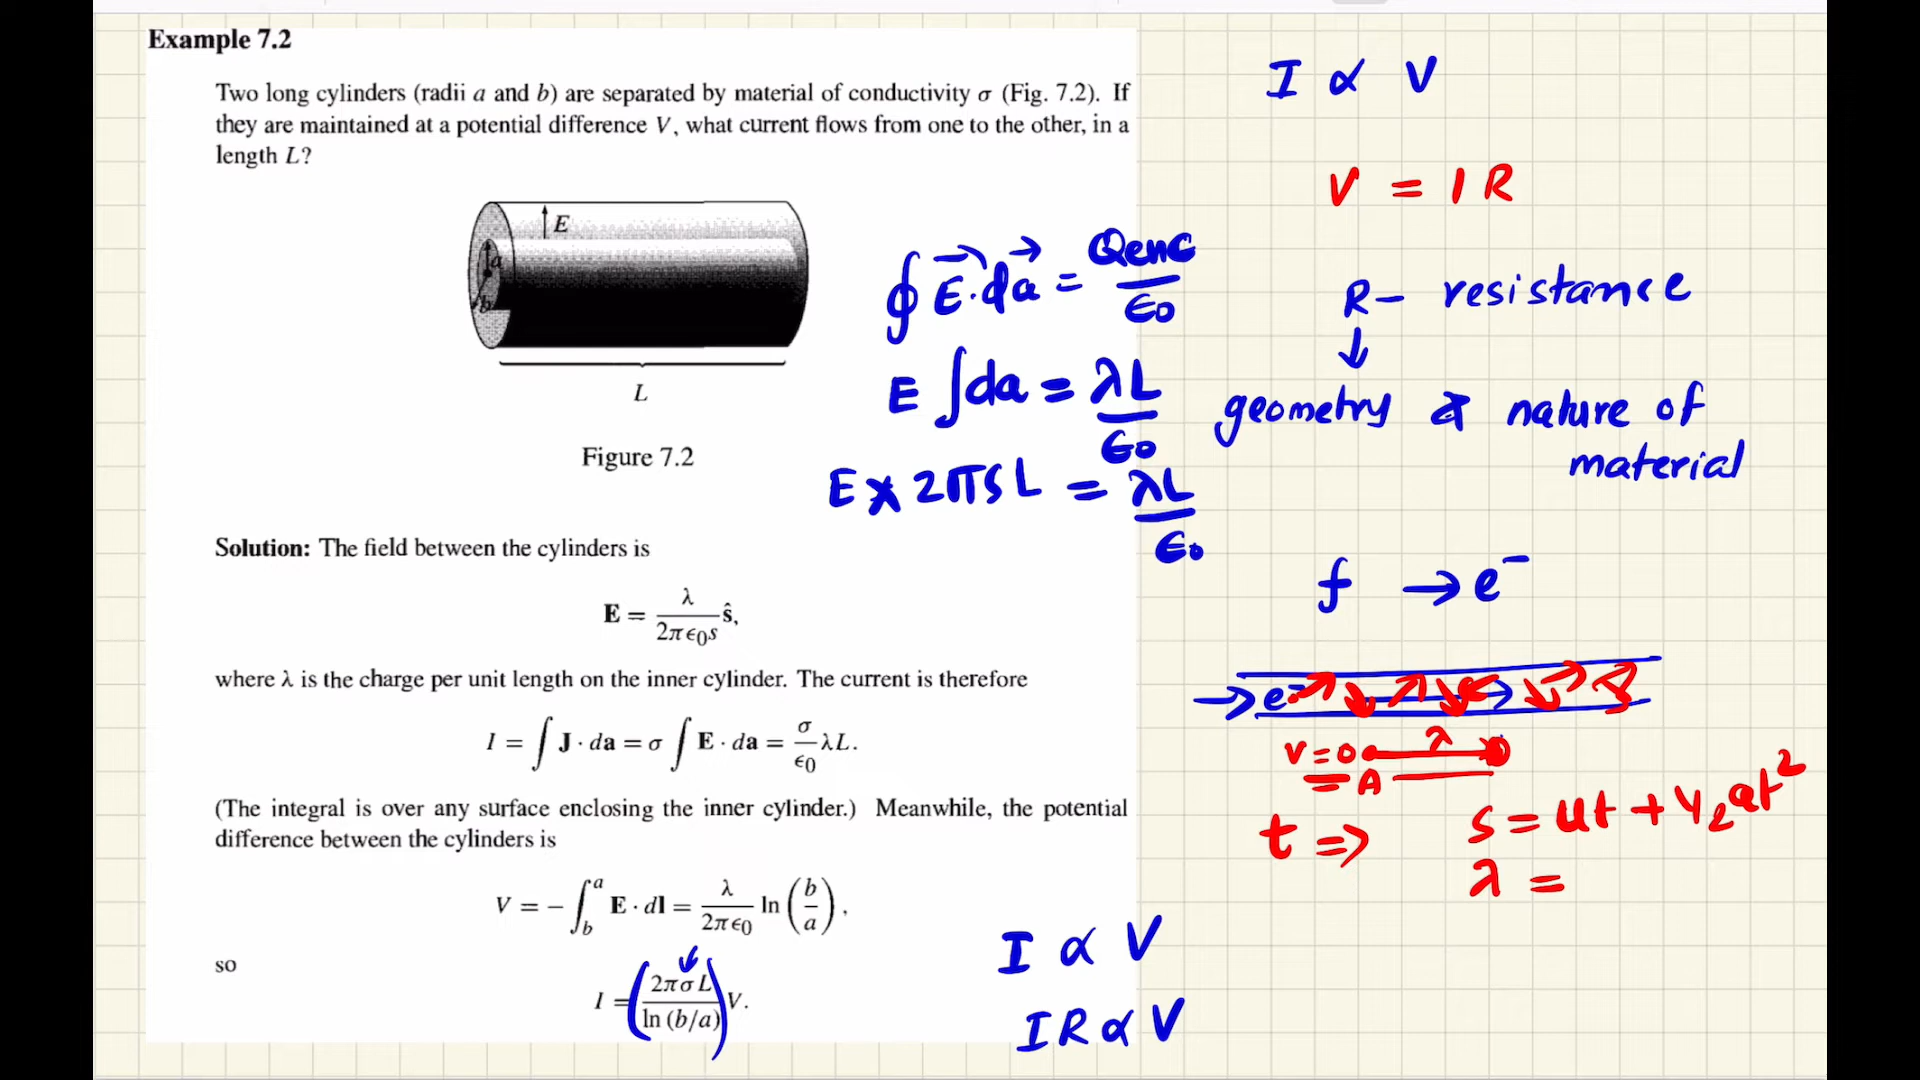 Example 7.2
Two long cylinders (radii a and b) are separated by material of conductivity σ (Fig. 7.2). If
they are maintained at a potential difference V, what current flows from one to the other, in a
length L?
E
a
b
L
Figure 7.2
Solution: The field between the cylinders is
E = λ / 2πϵ₀s ŝ,
where λ is the charge per unit length on the inner cylinder. The current is therefore
I = ∫ J · da = σ ∫ E · da = σ/ϵ₀ λL.
(The integral is over any surface enclosing the inner cylinder.) Meanwhile, the potential
difference between the cylinders is
V = − ∫_b^a E · dl = λ / 2πϵ₀ ln (b/a),
so
I = (2πσL / ln (b/a)) V.
∮ E⃗ · da⃗ = Qenc / ϵ₀
E ∫da = λL / ϵ₀
E × 2πsL = λL / ϵ₀
I ∝ V
IR ∝ V
I ∝ V
V = IR
R – resistance
↓
geometry & nature of
material
f → e⁻
→ e⁻
λ
v = 0
A
t ⇒ s = ut + ½at²
λ =